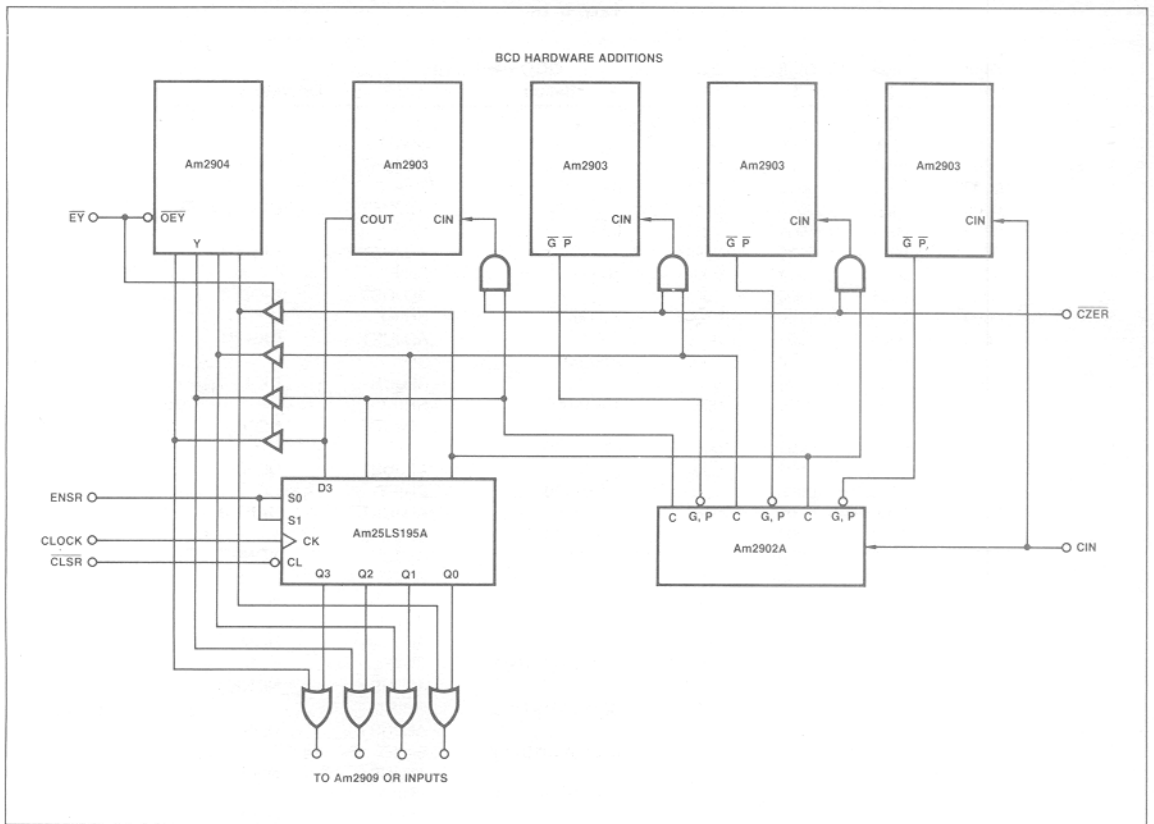 BCD HARDWARE ADDITIONS
Am2904
Am2903
Am2903
Am2903
Am2903
EY
OEY
Y
COUT
CIN
CIN
CIN
CIN
G P
G P
G P
CZER
ENSR
CLOCK
CLSR
D3
S0
S1
CK
CL
Am25LS195A
Q3 Q2 Q1 Q0
C G, P C G, P C G, P
Am2902A
CIN
TO Am2909 OR INPUTS